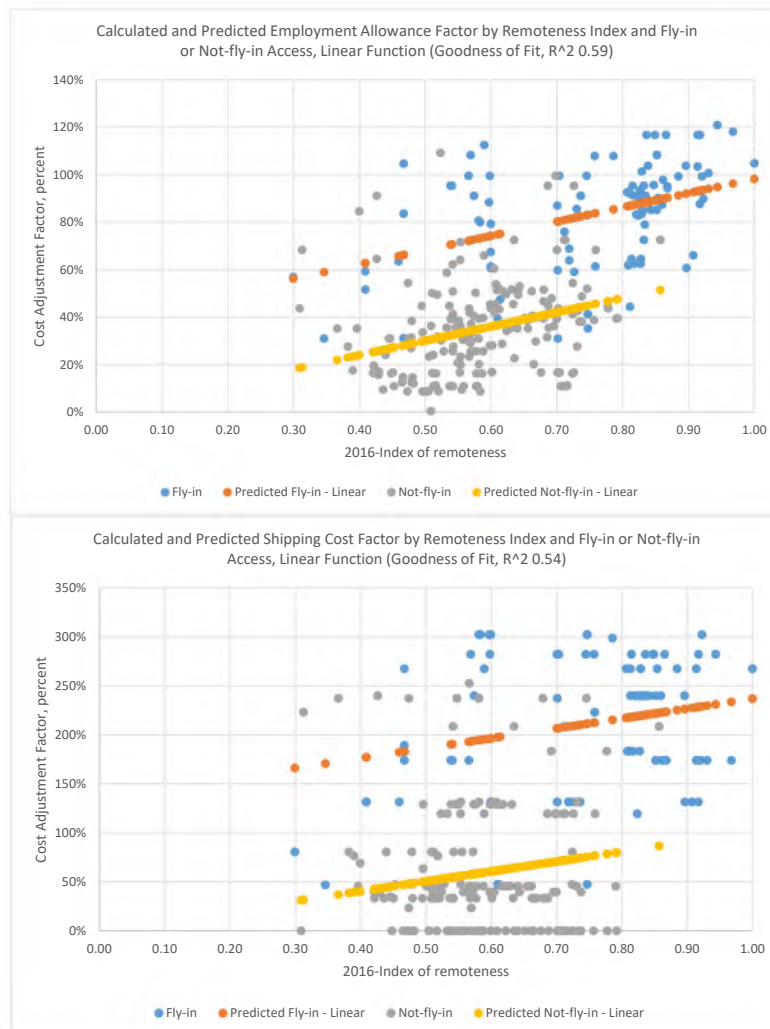 Calculated and Predicted Employment Allowance Factor by Remoteness Index and Fly-in
or Not-fly-in Access, Linear Function (Goodness of Fit, R^2 0.59)
Cost Adjustment Factor, percent
140%
120%
100%
80%
60%
40%
20%
0%
0.00 0.10 0.20 0.30 0.40 0.50 0.60 0.70 0.80 0.90 1.00
2016-Index of remoteness
Fly-in Predicted Fly-in - Linear Not-fly-in Predicted Not-fly-in - Linear
Calculated and Predicted Shipping Cost Factor by Remoteness Index and Fly-in or Not-fly-in
Access, Linear Function (Goodness of Fit, R^2 0.54)
Cost Adjustment Factor, percent
350%
300%
250%
200%
150%
100%
50%
0%
0.00 0.10 0.20 0.30 0.40 0.50 0.60 0.70 0.80 0.90 1.00
2016-Index of remoteness
Fly-in Predicted Fly-in - Linear Not-fly-in Predicted Not-fly-in - Linear